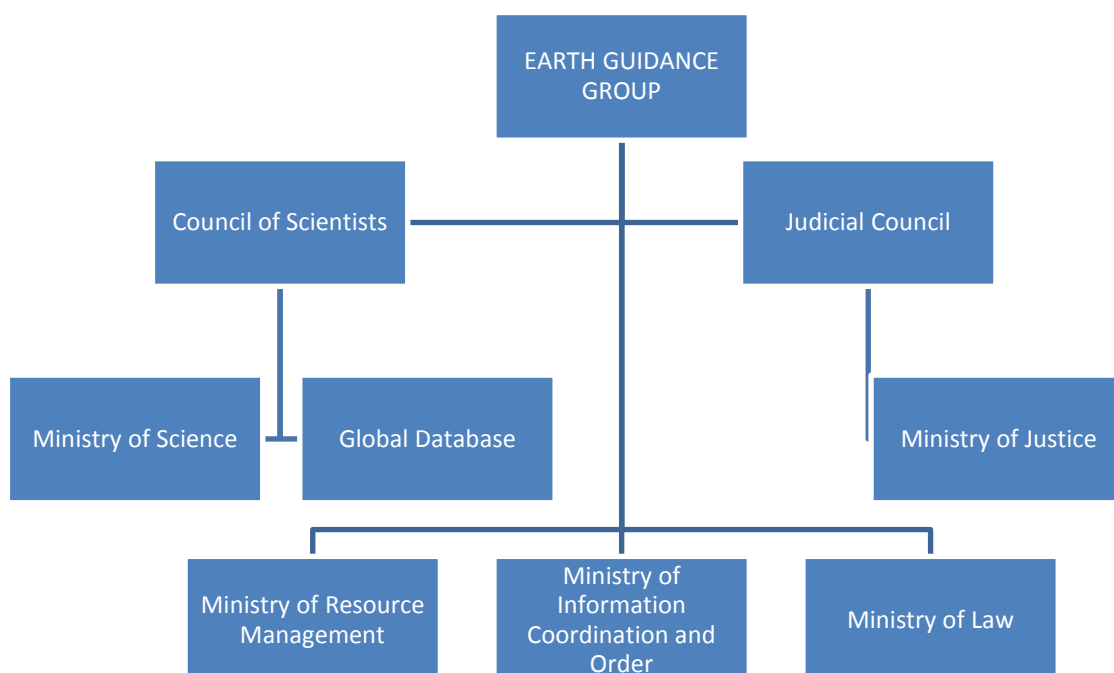 EARTH GUIDANCE
GROUP
Council of Scientists
Judicial Council
Ministry of Science
Global Database
Ministry of Justice
Ministry of Resource
Management
Ministry of
Information
Coordination and
Order
Ministry of Law